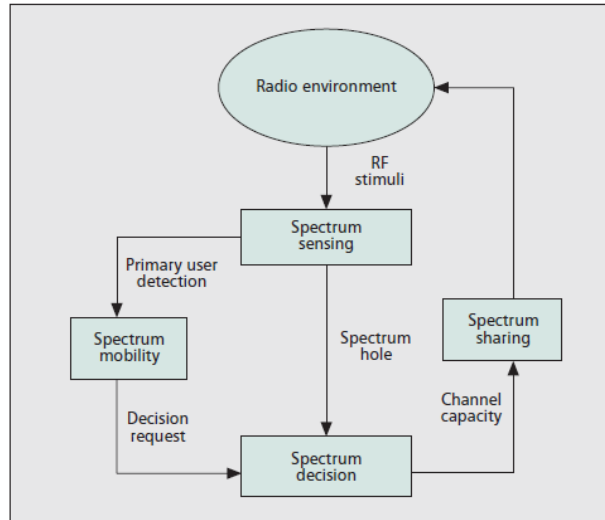 Radio environment
RF
stimuli
Spectrum
sensing
Primary user
detection
Spectrum
mobility
Spectrum
hole
Spectrum
sharing
Decision
request
Channel
capacity
Spectrum
decision